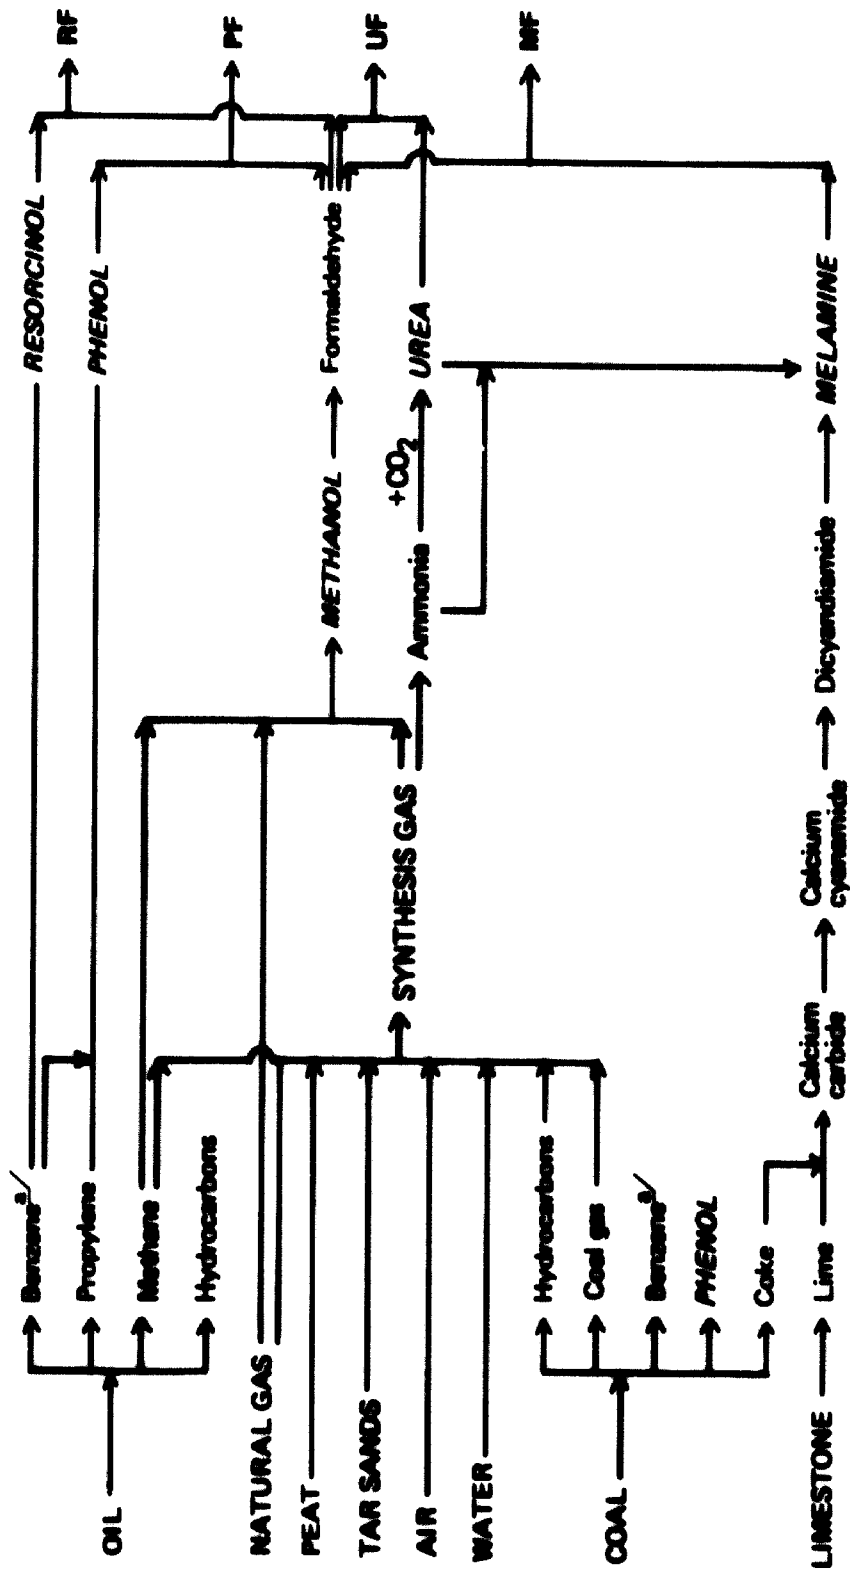 OIL
NATURAL GAS
PEAT
TAR SANDS
AIR
WATER
COAL
LIMESTONE
Benzene a/
Propylene
Methane
Hydrocarbons
Hydrocarbons
Coal gas
Benzene a/
PHENOL
Coke
Lime
Calcium
carbide
SYNTHESIS GAS
Calcium
cyanamide
Dicyandiamide
METHANOL
Ammonia
+CO2
RESORCINOL
PHENOL
Formaldehyde
UREA
MELAMINE
RF
PF
UF
MF